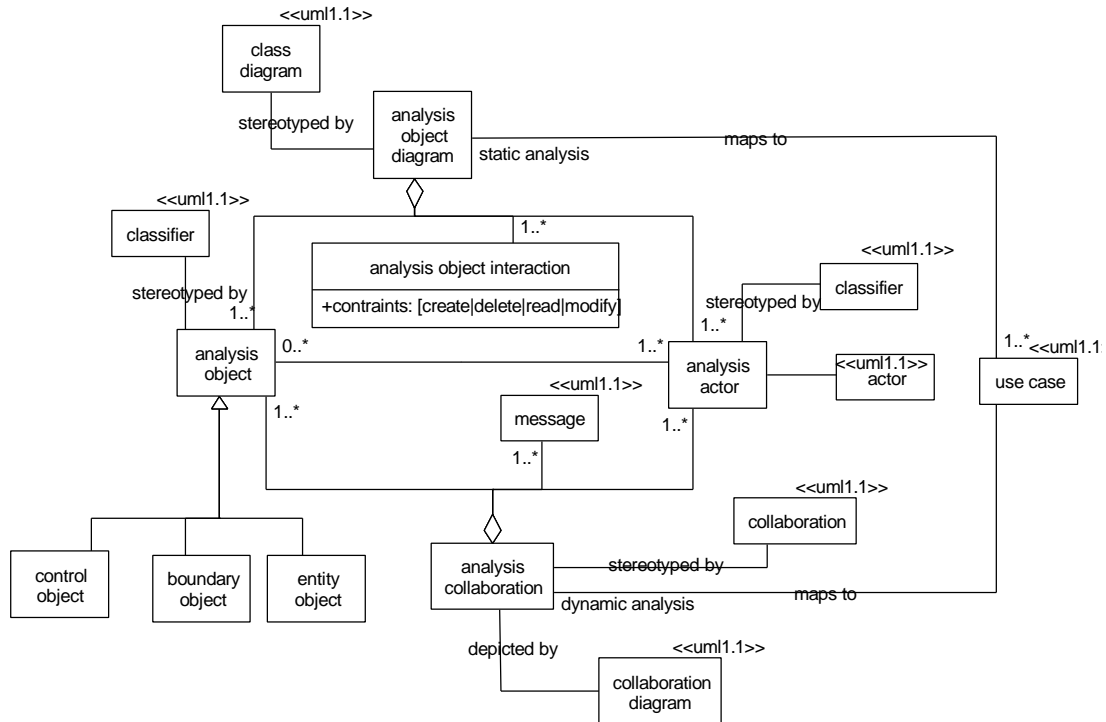 <<uml1.1>>
class
diagram
stereotyped by
analysis
object
diagram
static analysis
maps to
<<uml1.1>>
classifier
stereotyped by
1..*
1..*
analysis object interaction
+contraints: [create|delete|read|modify]
<<uml1.1>>
classifier
stereotyped by
1..*
analysis
object
0..*
1..*
1..*
analysis
actor
1..*
<<uml1.1>>
actor
1..*
<<uml1.1>
use case
<<uml1.1>>
message
1..*
control
object
boundary
object
entity
object
<<uml1.1>>
collaboration
stereotyped by
analysis
collaboration
dynamic analysis
maps to
depicted by
<<uml1.1>>
collaboration
diagram